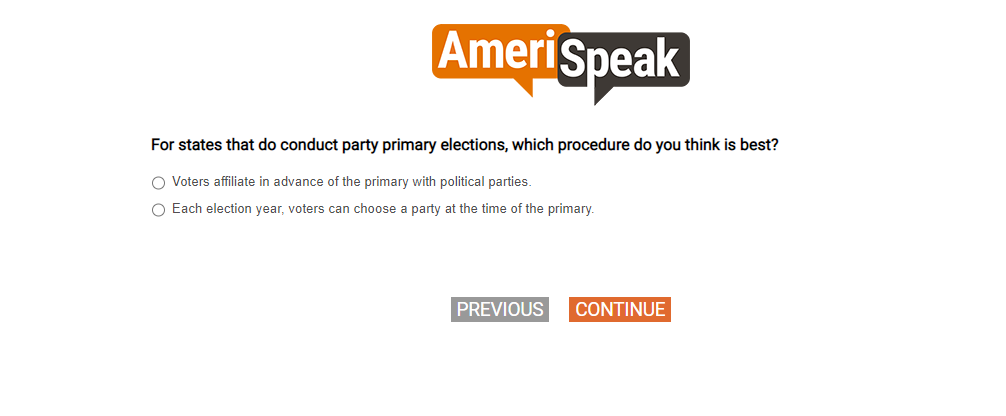 AmeriSpeak
For states that do conduct party primary elections, which procedure do you think is best?
Voters affiliate in advance of the primary with political parties.
Each election year, voters can choose a party at the time of the primary.
PREVIOUS CONTINUE